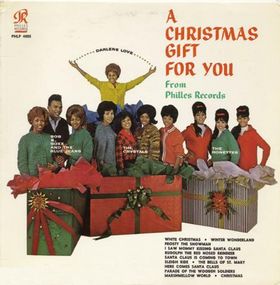 PHLP 4005
A
CHRISTMAS
GIFT
FOR YOU
From
Philles Records
DARLENE LOVE
BOB
B.
SOXX
AND THE
BLUE JEANS
THE
CRYSTALS
THE
RONETTES
WHITE CHRISTMAS • WINTER WONDERLAND
FROSTY THE SNOWMAN
I SAW MOMMY KISSING SANTA CLAUS
RUDOLPH THE RED NOSED REINDEER
SANTA CLAUS IS COMING TO TOWN
SLEIGH RIDE • THE BELLS OF ST. MARY
HERE COMES SANTA CLAUS
PARADE OF THE WOODEN SOLDIERS
MARSHMELLOW WORLD • CHRISTMAS